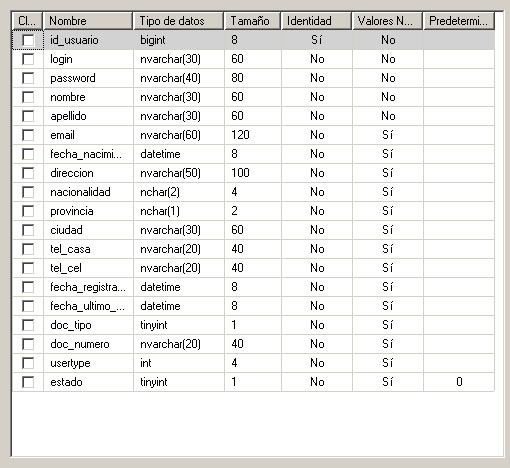 Cl... Nombre Tipo de datos Tamaño Identidad Valores N... Predetermi...
id_usuario bigint 8 Sí No
login nvarchar(30) 60 No No
password nvarchar(40) 80 No No
nombre nvarchar(30) 60 No No
apellido nvarchar(30) 60 No No
email nvarchar(60) 120 No Sí
fecha_nacimi... datetime 8 No Sí
direccion nvarchar(50) 100 No Sí
nacionalidad nchar(2) 4 No Sí
provincia nchar(1) 2 No Sí
ciudad nvarchar(30) 60 No Sí
tel_casa nvarchar(20) 40 No Sí
tel_cel nvarchar(20) 40 No Sí
fecha_registra... datetime 8 No Sí
fecha_ultimo_... datetime 8 No Sí
doc_tipo tinyint 1 No Sí
doc_numero nvarchar(20) 40 No Sí
usertype int 4 No Sí
estado tinyint 1 No Sí 0